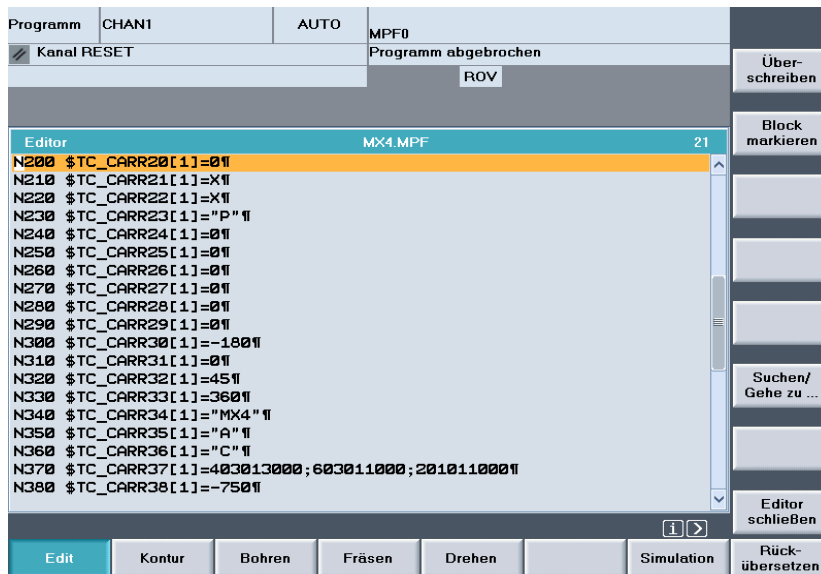 Programm CHAN1 AUTO MPF0
Kanal RESET Programm abgebrochen
ROV
Editor MX4.MPF 21
N200 $TC_CARR20[1]=0¶
N210 $TC_CARR21[1]=X¶
N220 $TC_CARR22[1]=X¶
N230 $TC_CARR23[1]="P"¶
N240 $TC_CARR24[1]=0¶
N250 $TC_CARR25[1]=0¶
N260 $TC_CARR26[1]=0¶
N270 $TC_CARR27[1]=0¶
N280 $TC_CARR28[1]=0¶
N290 $TC_CARR29[1]=0¶
N300 $TC_CARR30[1]=-180¶
N310 $TC_CARR31[1]=0¶
N320 $TC_CARR32[1]=45¶
N330 $TC_CARR33[1]=360¶
N340 $TC_CARR34[1]="MX4"¶
N350 $TC_CARR35[1]="A"¶
N360 $TC_CARR36[1]="C"¶
N370 $TC_CARR37[1]=403013000;603011000;201011000¶
N380 $TC_CARR38[1]=-750¶
i >
Über-
schreiben
Block
markieren
Suchen/
Gehe zu ...
Editor
schließen
Rück-
übersetzen
Edit Kontur Bohren Fräsen Drehen Simulation